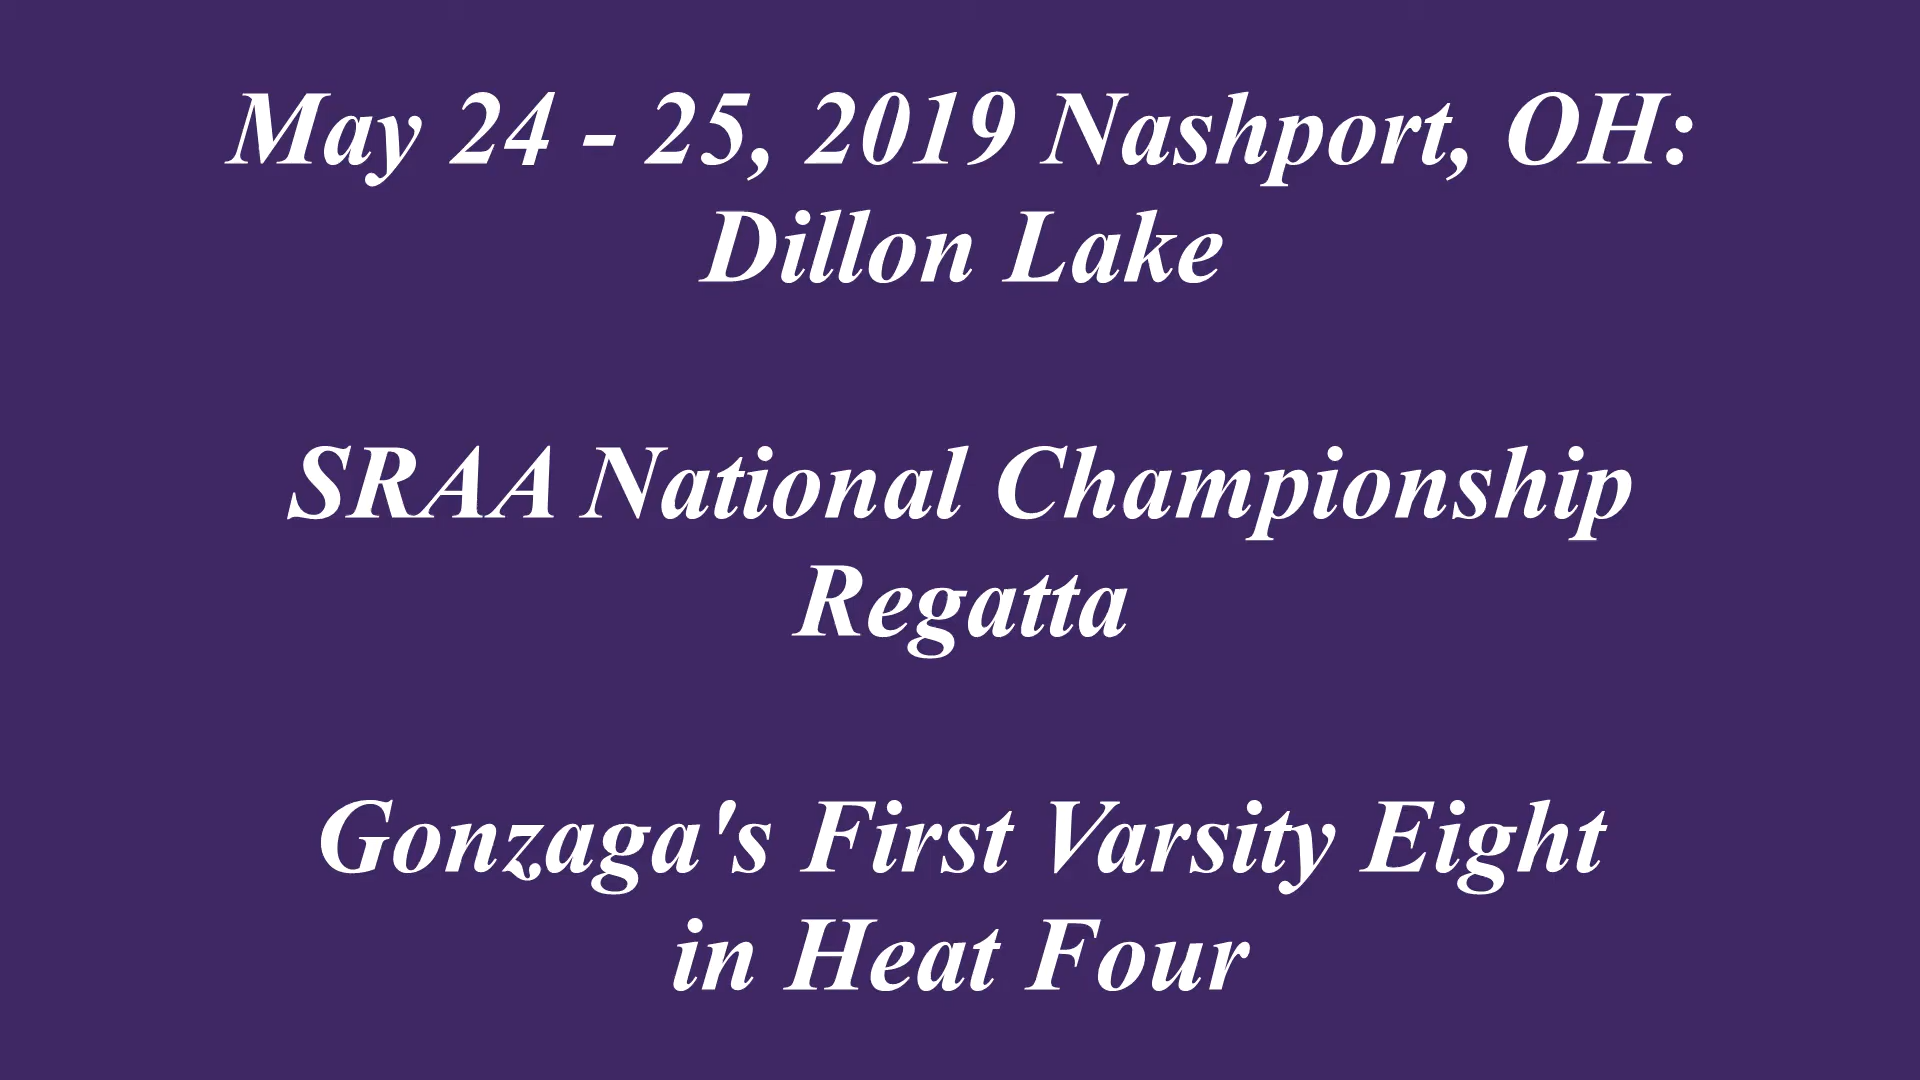 May 24 - 25, 2019 Nashport, OH:
Dillon Lake
SRAA National Championship
Regatta
Gonzaga's First Varsity Eight
in Heat Four